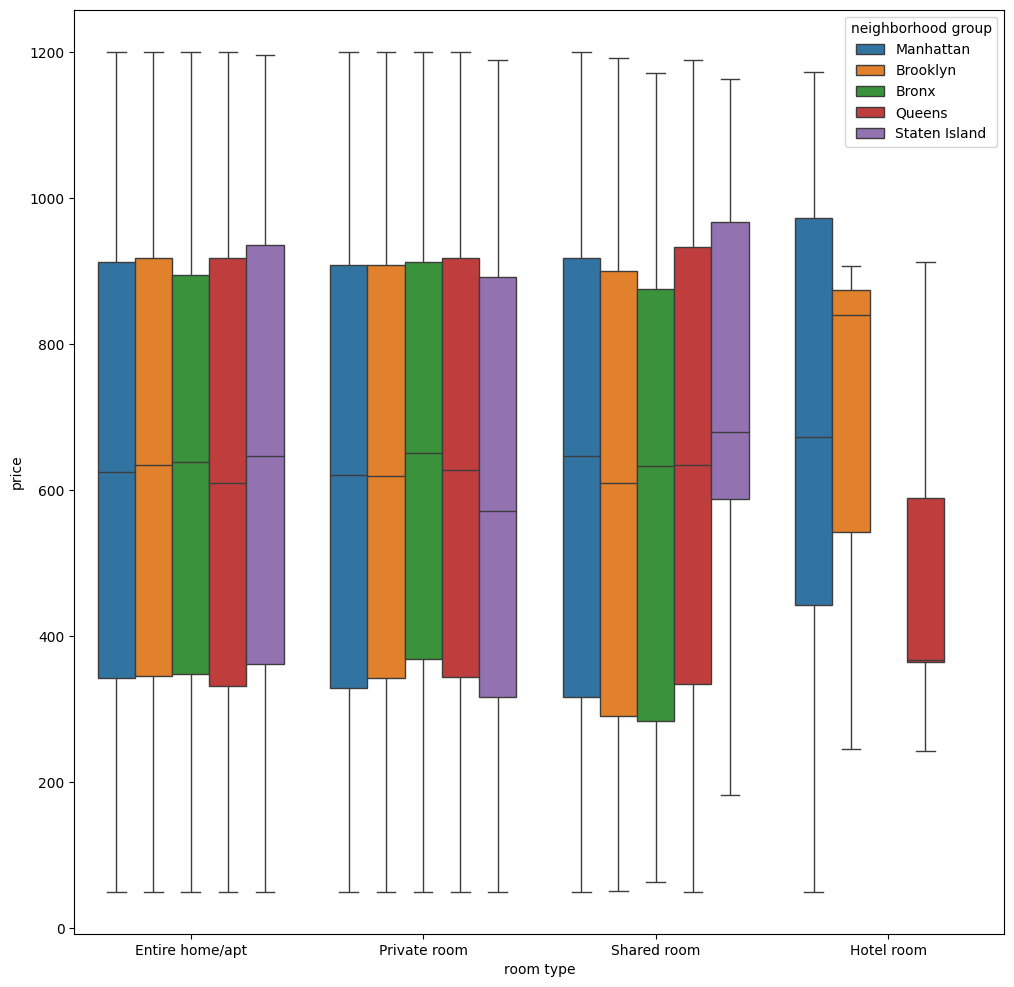 neighborhood group
Manhattan
Brooklyn
Bronx
Queens
Staten Island
price
1200
1000
800
600
400
200
0
Entire home/apt
Private room
Shared room
Hotel room
room type